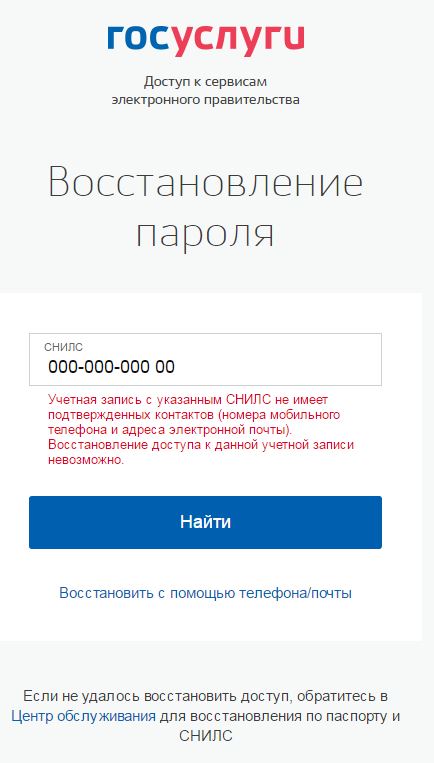 госуслуги
Доступ к сервисам
электронного правительства
Восстановление
пароля
СНИЛС
000-000-000 00
Учетная запись с указанным СНИЛС не имеет
подтвержденных контактов (номера мобильного
телефона и адреса электронной почты).
Восстановление доступа к данной учетной записи
невозможно.
Найти
Восстановить с помощью телефона/почты
Если не удалось восстановить доступ, обратитесь в
Центр обслуживания для восстановления по паспорту и
СНИЛС